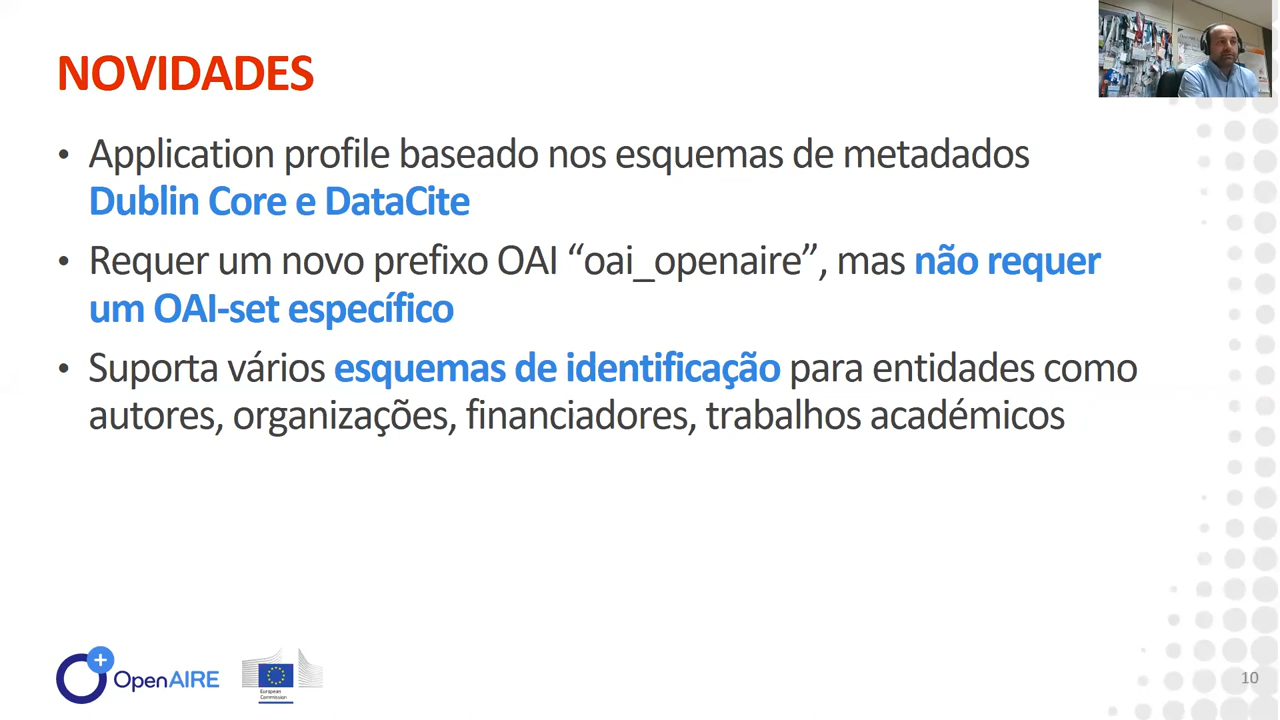 NOVIDADES
• Application profile baseado nos esquemas de metadados
Dublin Core e DataCite
• Requer um novo prefixo OAI “oai_openaire”, mas não requer
um OAI-set específico
• Suporta vários esquemas de identificação para entidades como
autores, organizações, financiadores, trabalhos académicos
OpenAIRE
European
Commission
10